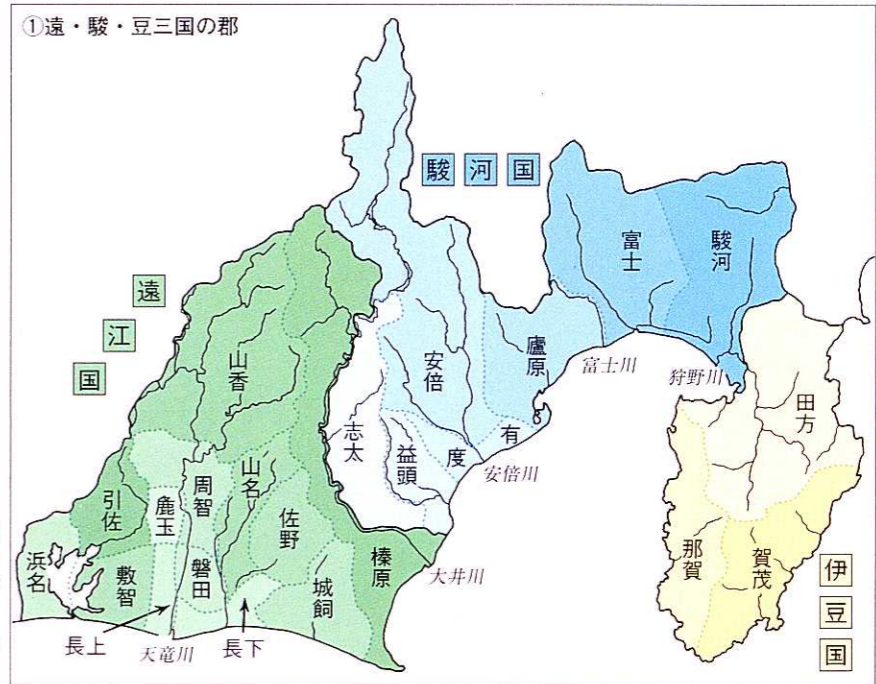 ①遠・駿・豆三国の郡
駿河国
遠江国
伊豆国
富士
駿河
安倍
廬原
山香
志太
益頭
有
度
富士川
狩野川
田方
安倍川
引佐
麁玉
周智
山名
佐野
浜名
敷智
磐田
城飼
榛原
大井川
那賀
賀茂
長上
天竜川
長下